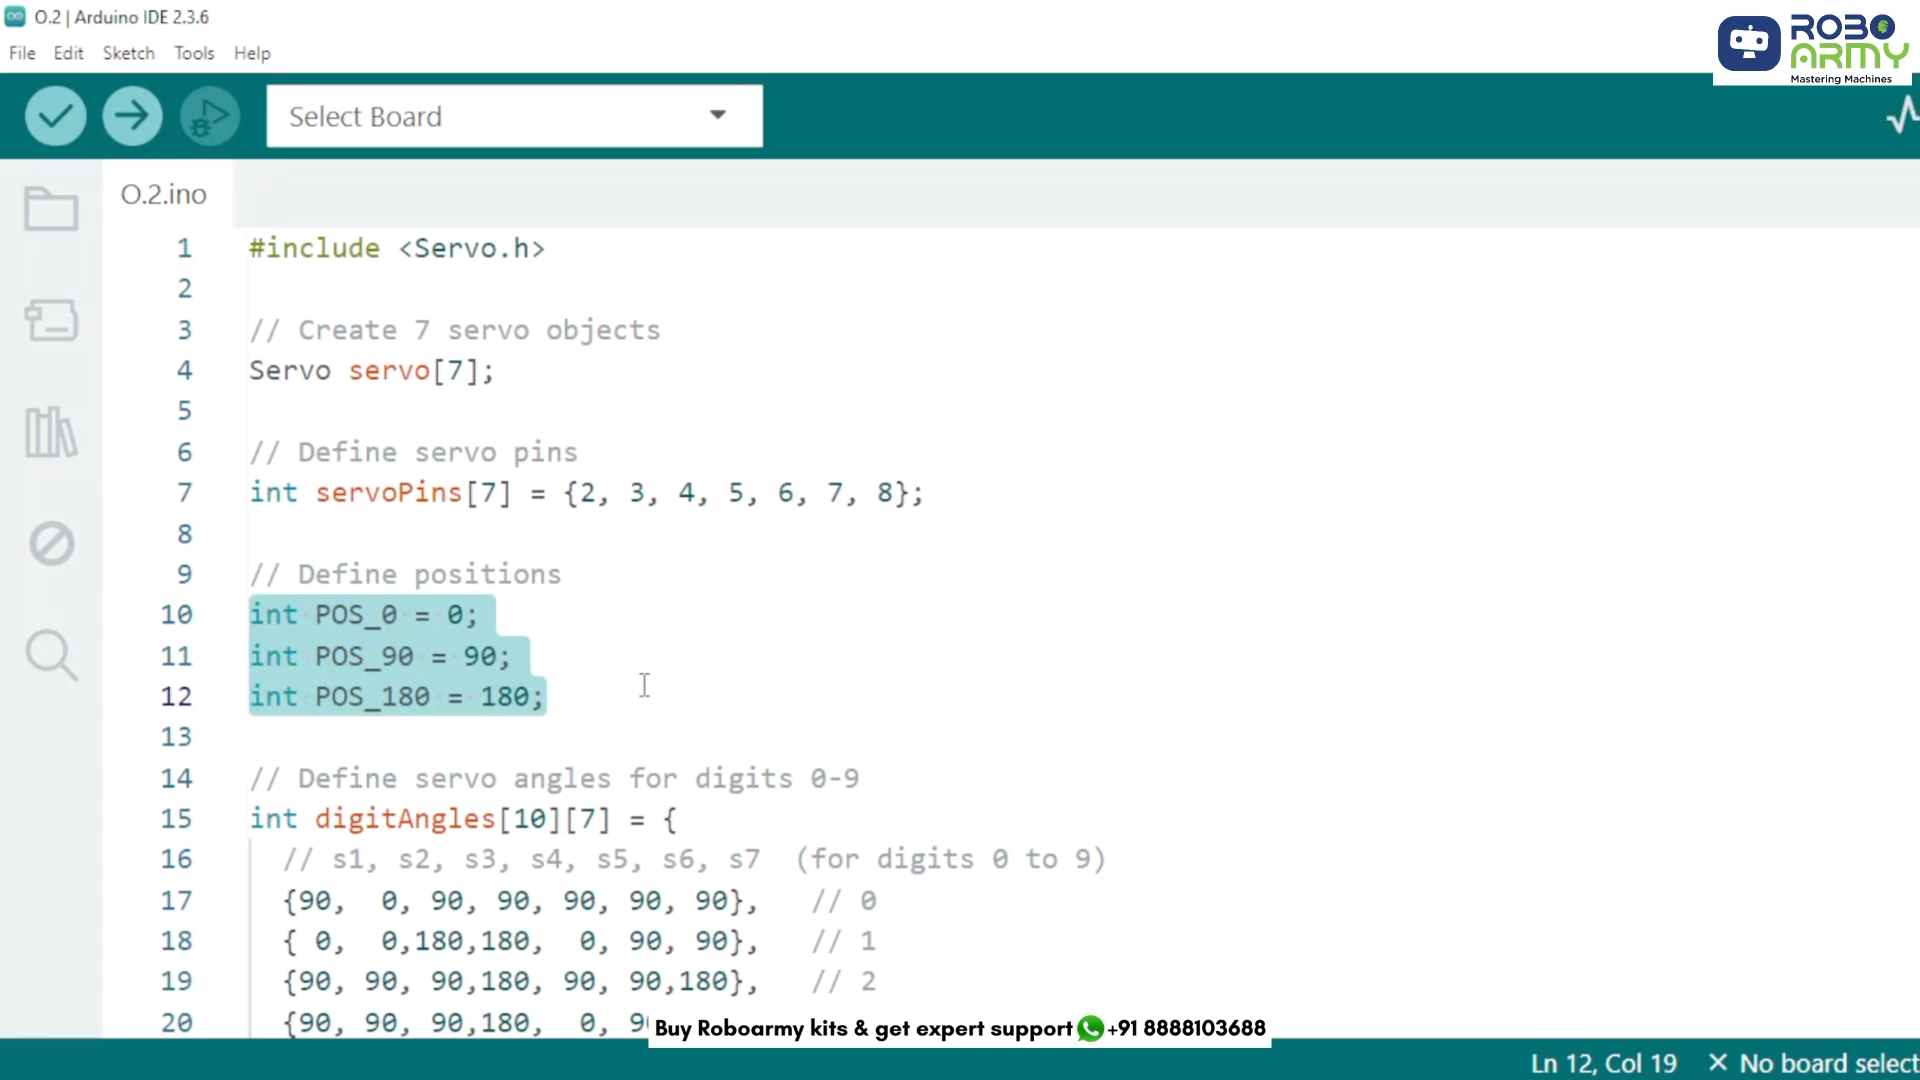 O.2 | Arduino IDE 2.3.6
File Edit Sketch Tools Help
ROBO
ARMY
Mastering Machines
Select Board
O.2.ino
1 #include <Servo.h>
2
3 // Create 7 servo objects
4 Servo servo[7];
5
6 // Define servo pins
7 int servoPins[7] = {2, 3, 4, 5, 6, 7, 8};
8
9 // Define positions
10 int POS_0 = 0;
11 int POS_90 = 90;
12 int POS_180 = 180;
13
14 // Define servo angles for digits 0-9
15 int digitAngles[10][7] = {
16 // s1, s2, s3, s4, s5, s6, s7 (for digits 0 to 9)
17 {90, 0, 90, 90, 90, 90, 90}, // 0
18 { 0, 0,180,180, 0, 90, 90}, // 1
19 {90, 90, 90,180, 90, 90,180}, // 2
20 {90, 90, 90,180, 0,
Buy Roboarmy kits & get expert support +91 8888103688
Ln 12, Col 19 × No board select